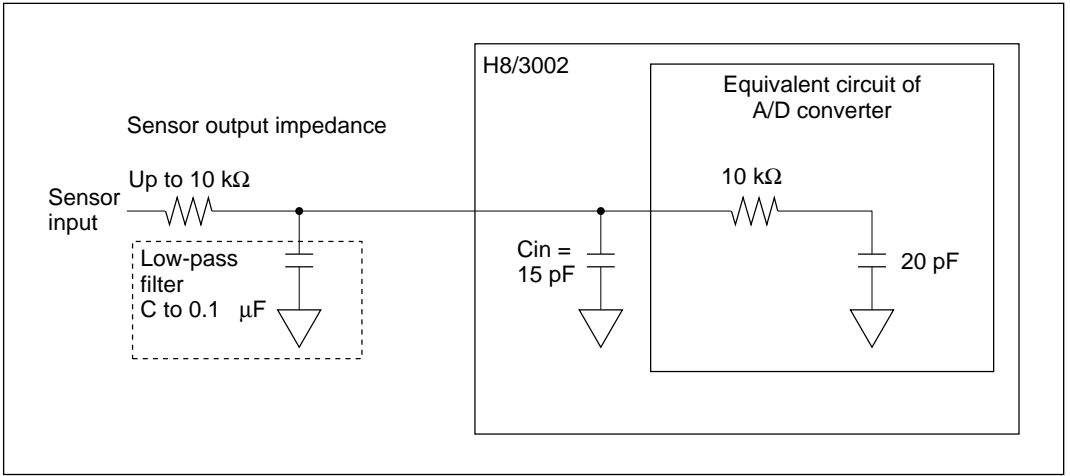 H8/3002
Equivalent circuit of
A/D converter
Sensor output impedance
Up to 10 kΩ
10 kΩ
Sensor
input
Low-pass
filter
C to 0.1 μF
Cin =
15 pF
20 pF